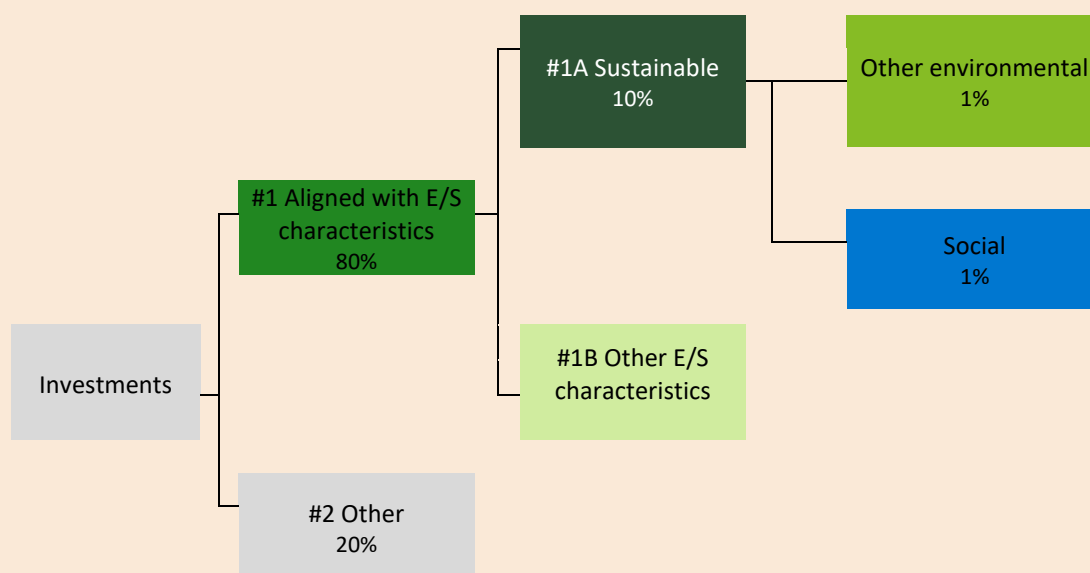 #1A Sustainable
10%
Other environmental
1%
#1 Aligned with E/S
characteristics
80%
Social
1%
Investments
#1B Other E/S
characteristics
#2 Other
20%